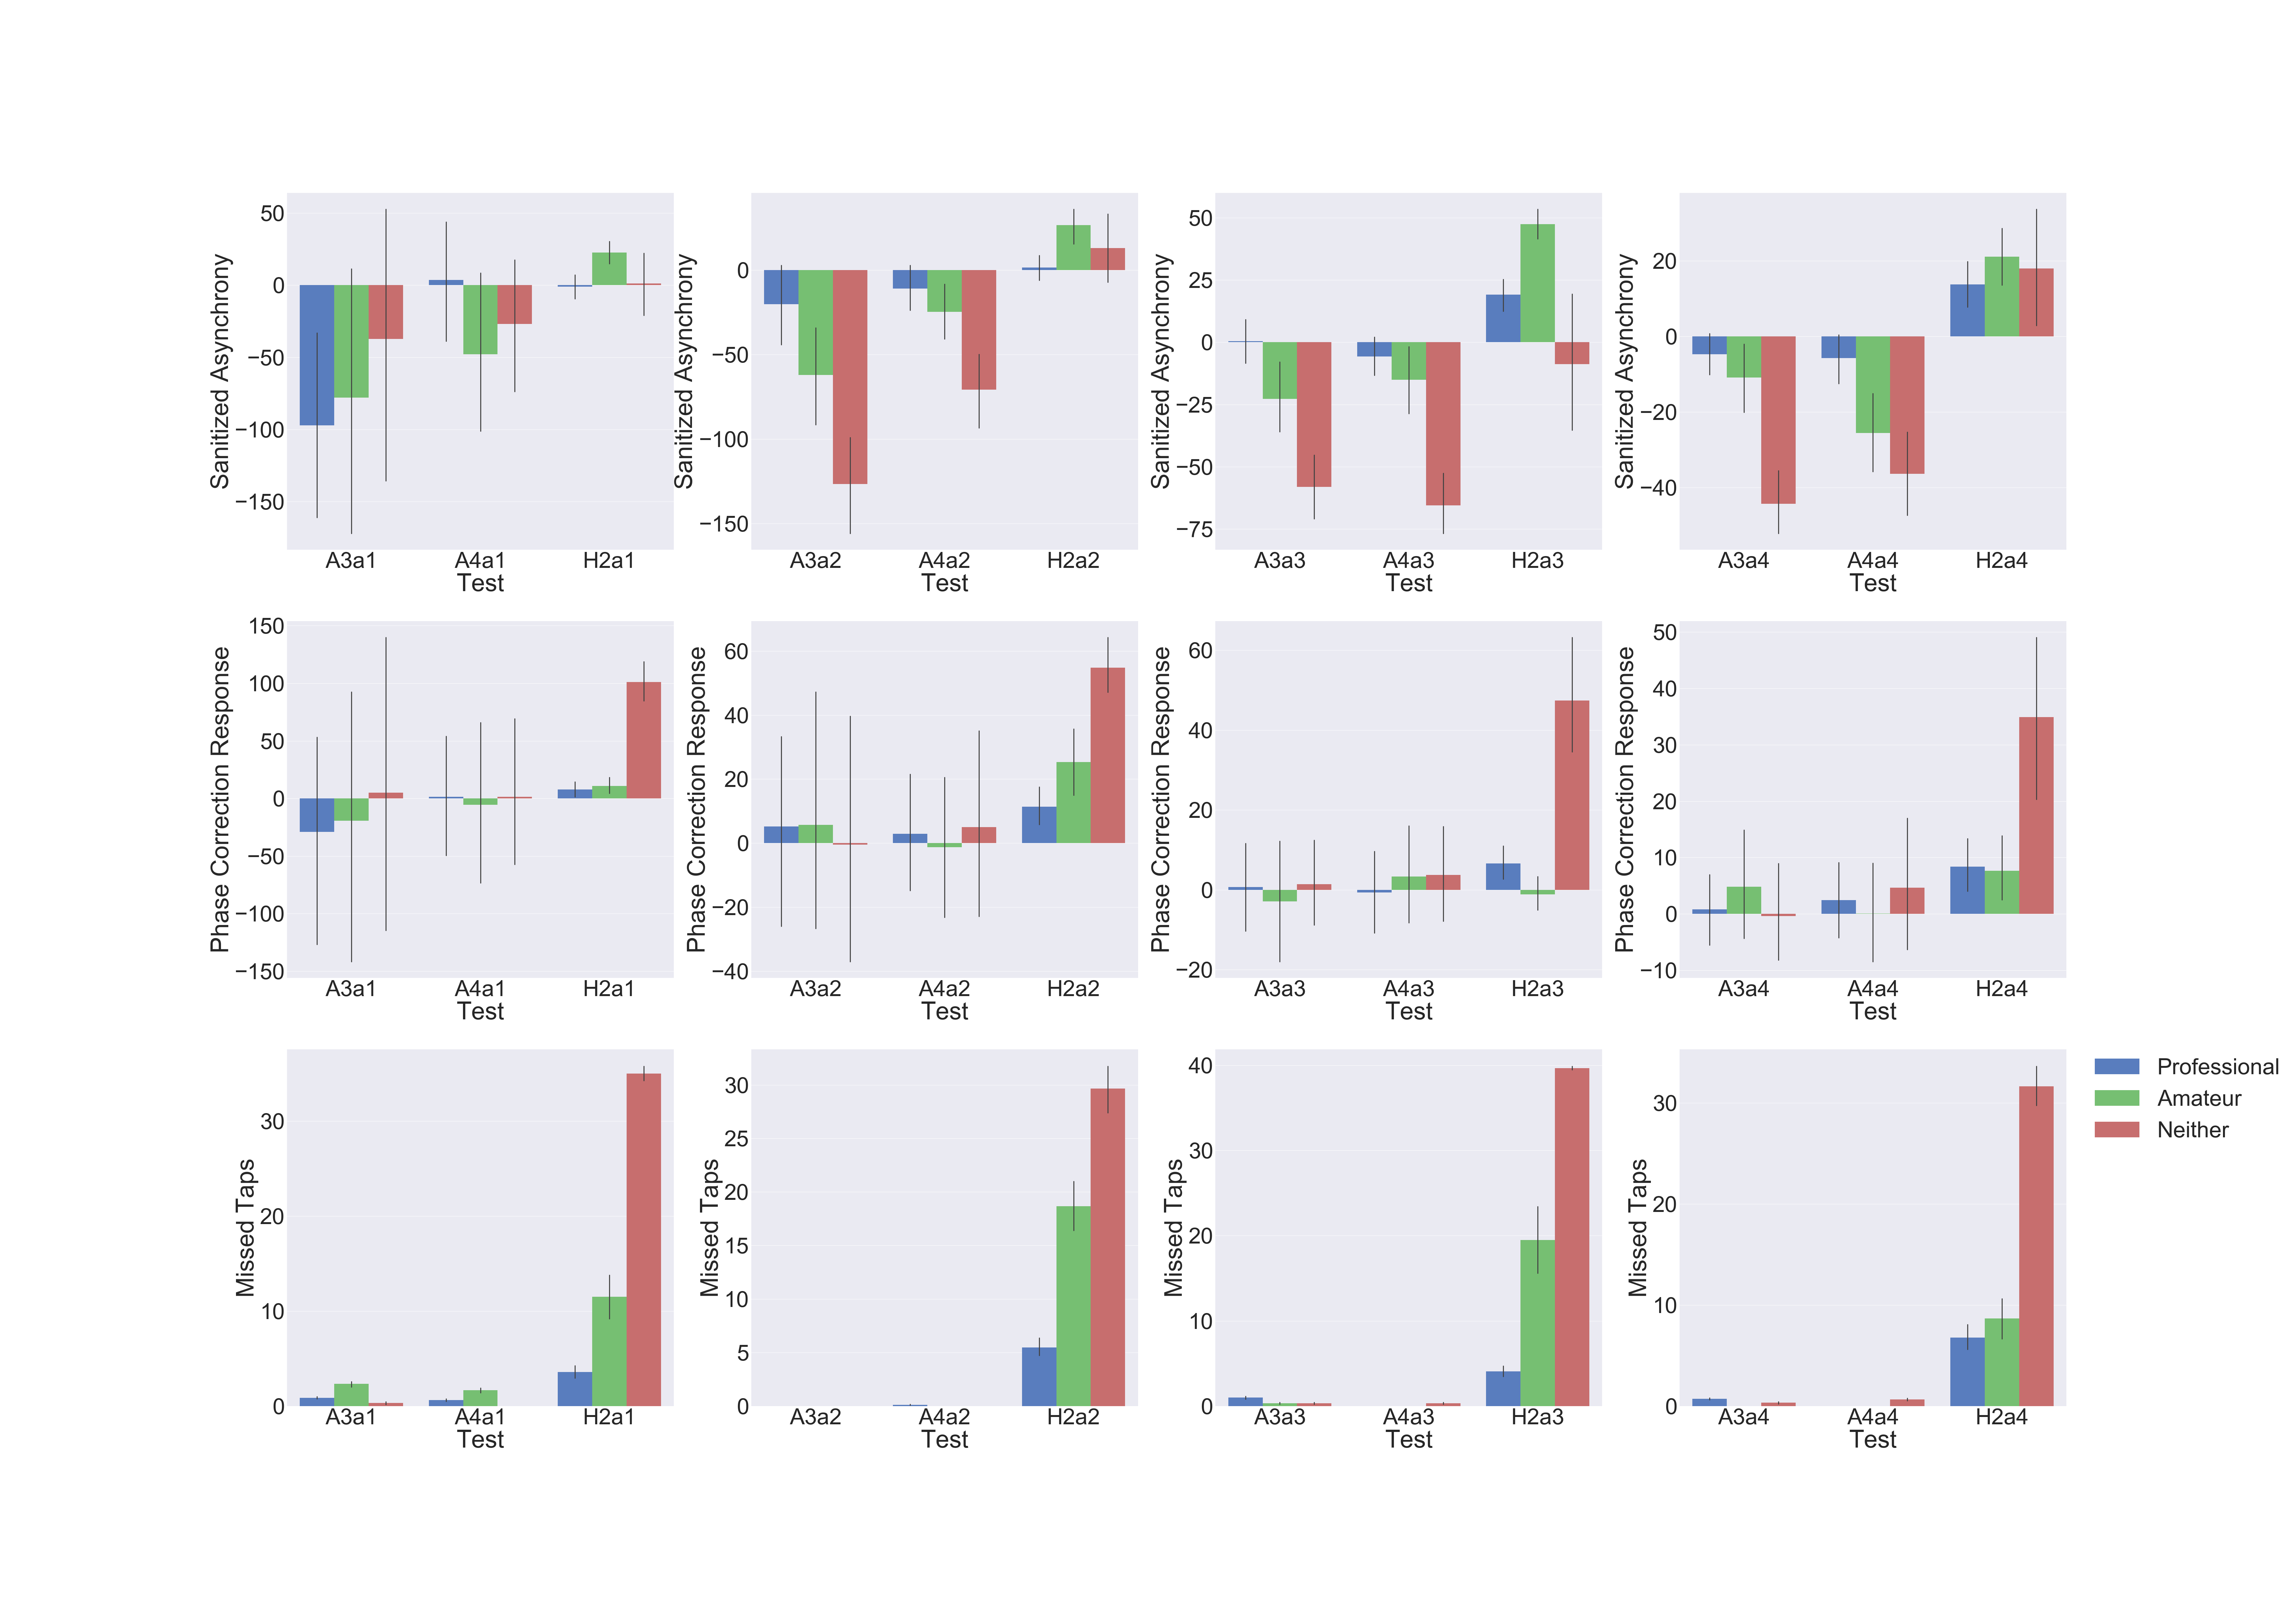 50
0
−50
−100
−150
Sanitized Asynchrony
A3a1 A4a1 H2a1
Test
0
−50
−100
−150
Sanitized Asynchrony
A3a2 A4a2 H2a2
Test
50
25
0
−25
−50
−75
Sanitized Asynchrony
A3a3 A4a3 H2a3
Test
20
0
−20
−40
Sanitized Asynchrony
A3a4 A4a4 H2a4
Test
150
100
50
0
−50
−100
−150
Phase Correction Response
A3a1 A4a1 H2a1
Test
60
40
20
0
−20
−40
Phase Correction Response
A3a2 A4a2 H2a2
Test
60
40
20
0
−20
Phase Correction Response
A3a3 A4a3 H2a3
Test
50
40
30
20
10
0
−10
Phase Correction Response
A3a4 A4a4 H2a4
Test
30
20
10
0
Missed Taps
A3a1 A4a1 H2a1
Test
30
25
20
15
10
5
0
Missed Taps
A3a2 A4a2 H2a2
Test
40
30
20
10
0
Missed Taps
A3a3 A4a3 H2a3
Test
30
20
10
0
Missed Taps
A3a4 A4a4 H2a4
Test
Professional
Amateur
Neither